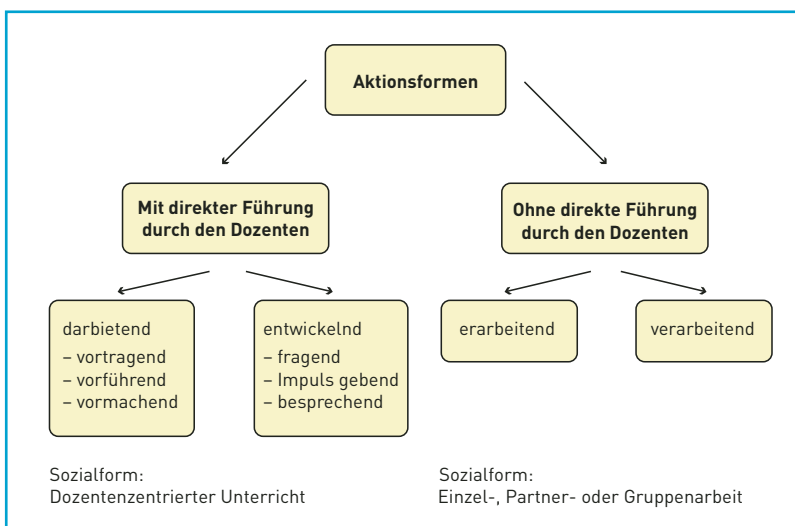 Aktionsformen
Mit direkter Führung
durch den Dozenten
Ohne direkte Führung
durch den Dozenten
darbietend
– vortragend
– vorführend
– vormachend
entwickelnd
– fragend
– Impuls gebend
– besprechend
erarbeitend
verarbeitend
Sozialform:
Dozentenzentrierter Unterricht
Sozialform:
Einzel-, Partner- oder Gruppenarbeit